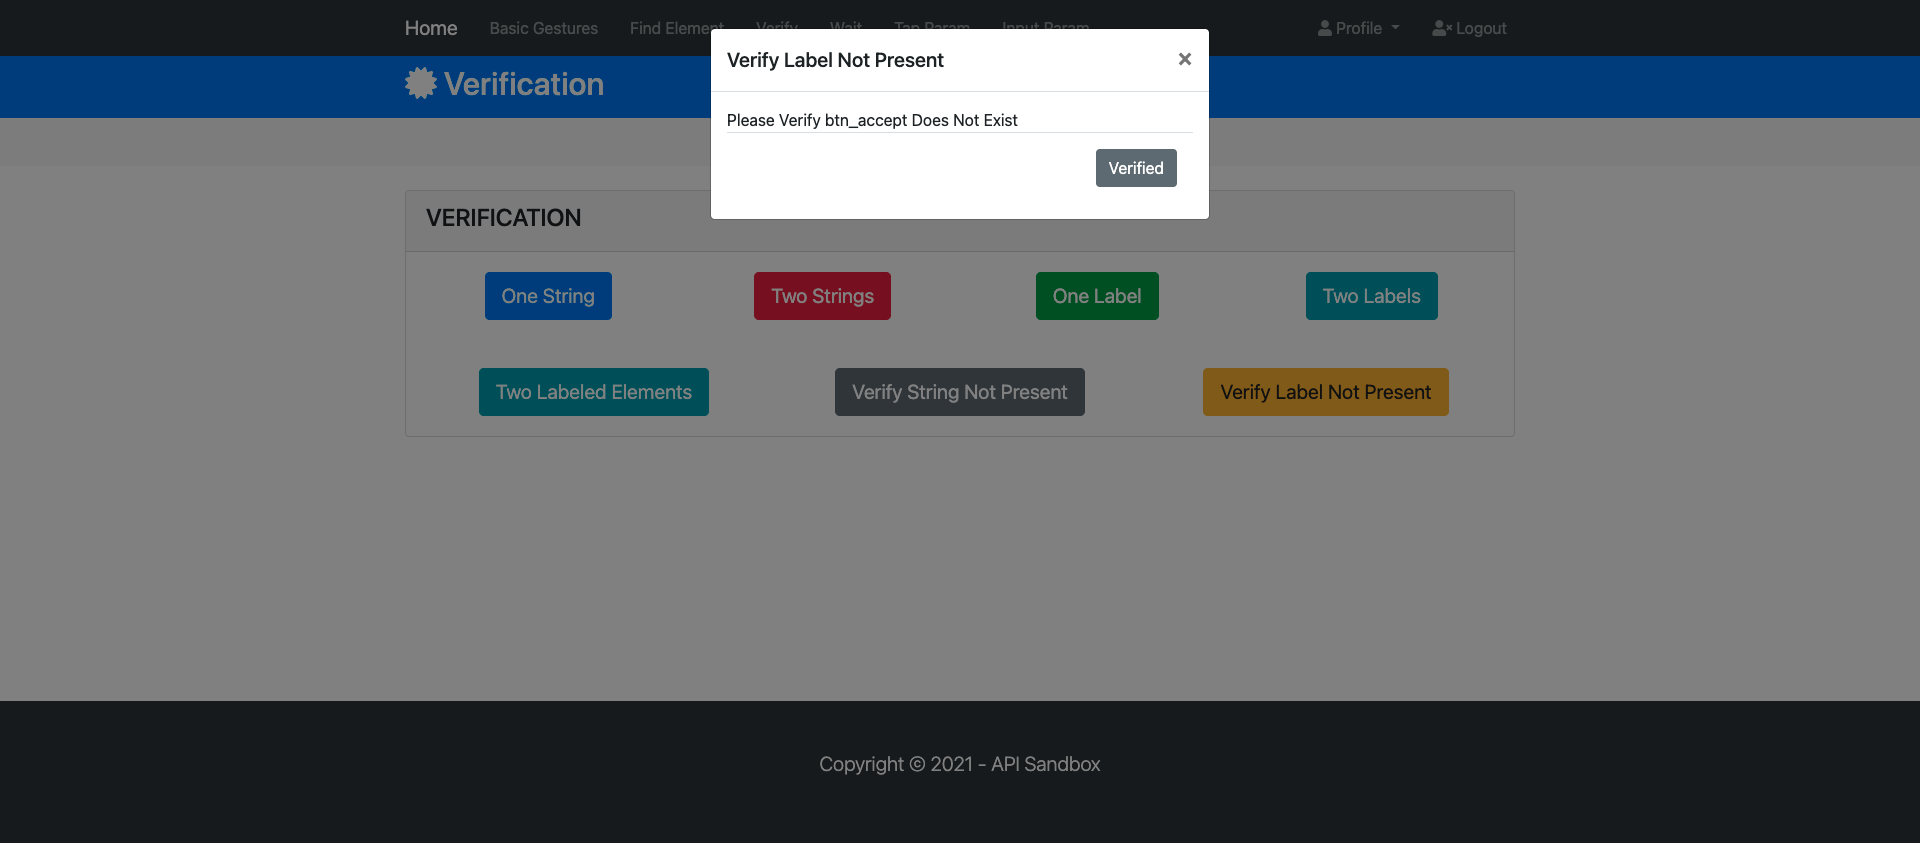 Home Basic Gestures Find Element Verify Wait Tap Param Input Param Profile Logout
Verify Label Not Present ×
Verification
Please Verify btn_accept Does Not Exist
Verified
VERIFICATION
One String Two Strings One Label Two Labels
Two Labeled Elements Verify String Not Present Verify Label Not Present
Copyright © 2021 - API Sandbox